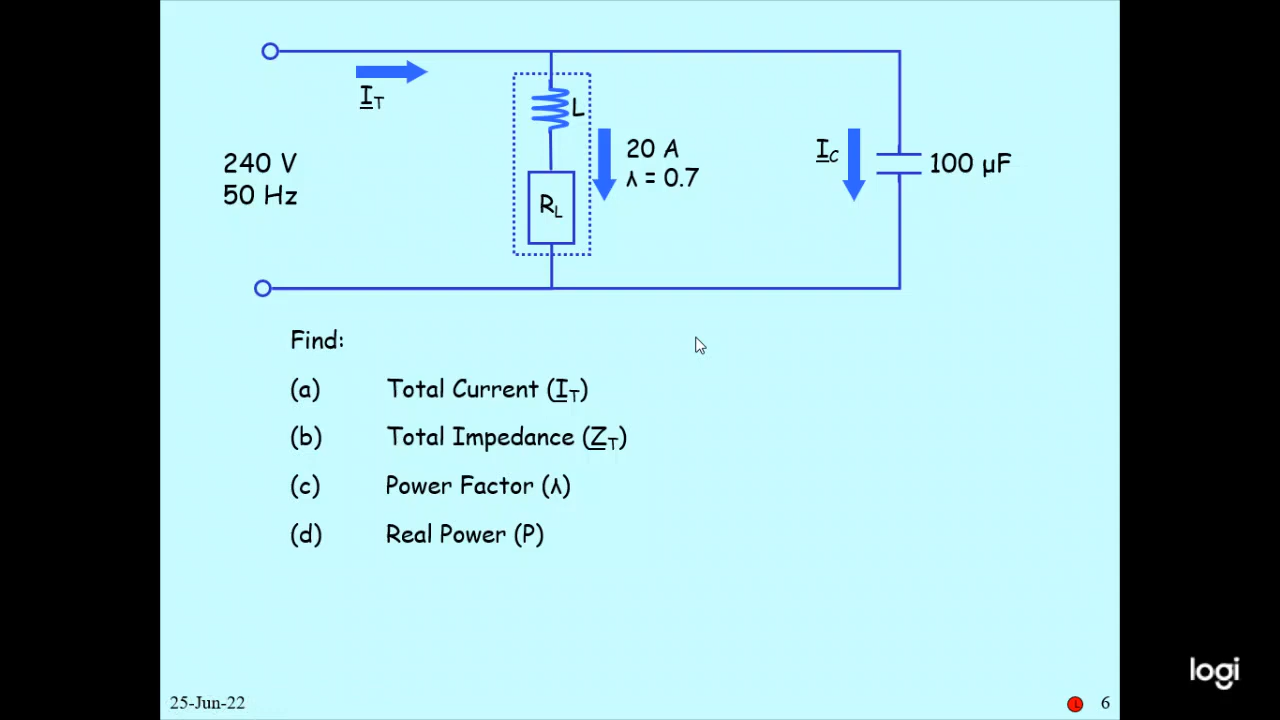 I_T
L
240 V
50 Hz
R_L
20 A
λ = 0.7
I_C
100 µF
Find:
(a) Total Current (I_T)
(b) Total Impedance (Z_T)
(c) Power Factor (λ)
(d) Real Power (P)
25-Jun-22
L
6
logi